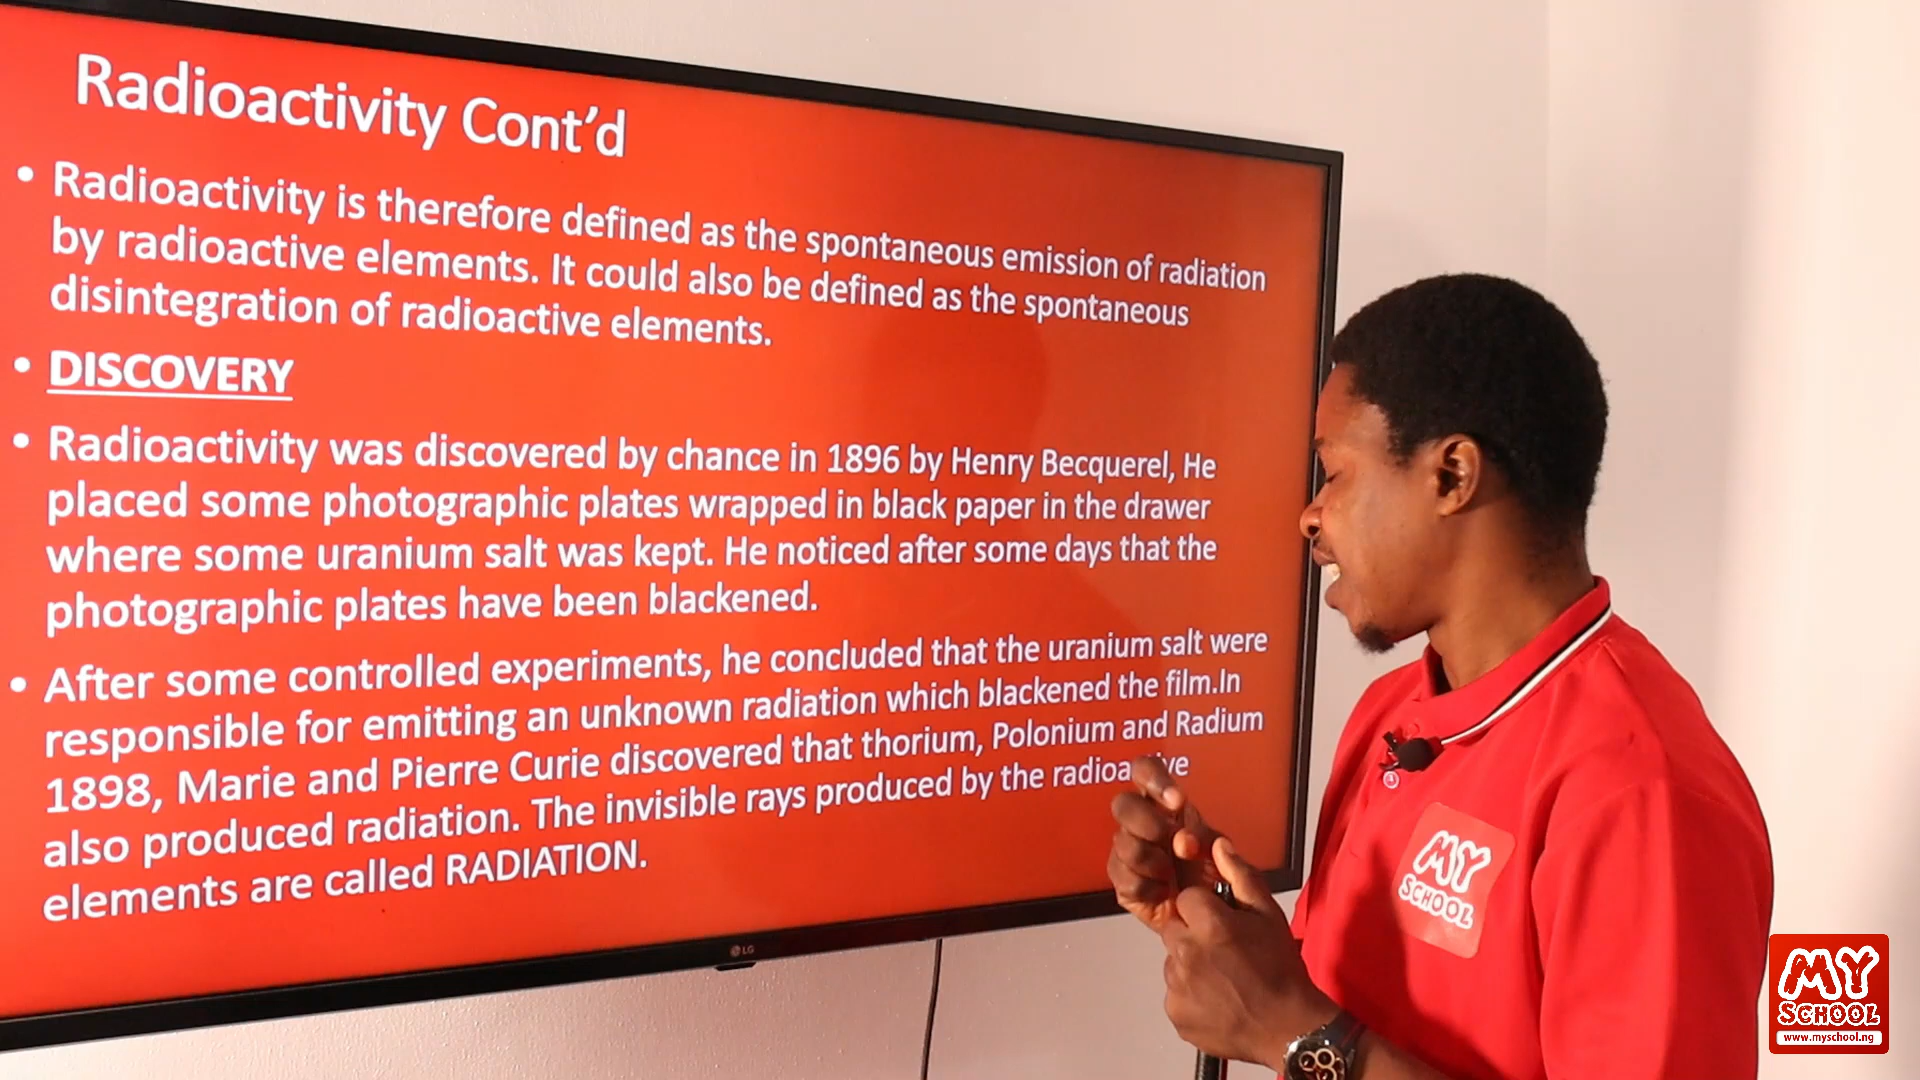 Radioactivity Cont'd
• Radioactivity is therefore defined as the spontaneous emission of radiation
by radioactive elements. It could also be defined as the spontaneous
disintegration of radioactive elements.
• DISCOVERY
• Radioactivity was discovered by chance in 1896 by Henry Becquerel, He
placed some photographic plates wrapped in black paper in the drawer
where some uranium salt was kept. He noticed after some days that the
photographic plates have been blackened.
• After some controlled experiments, he concluded that the uranium salt were
responsible for emitting an unknown radiation which blackened the film.In
1898, Marie and Pierre Curie discovered that thorium, Polonium and Radium
also produced radiation. The invisible rays produced by the radioactive
elements are called RADIATION.
LG
MY
SCHOOL
MY
SCHOOL
www.myschool.ng